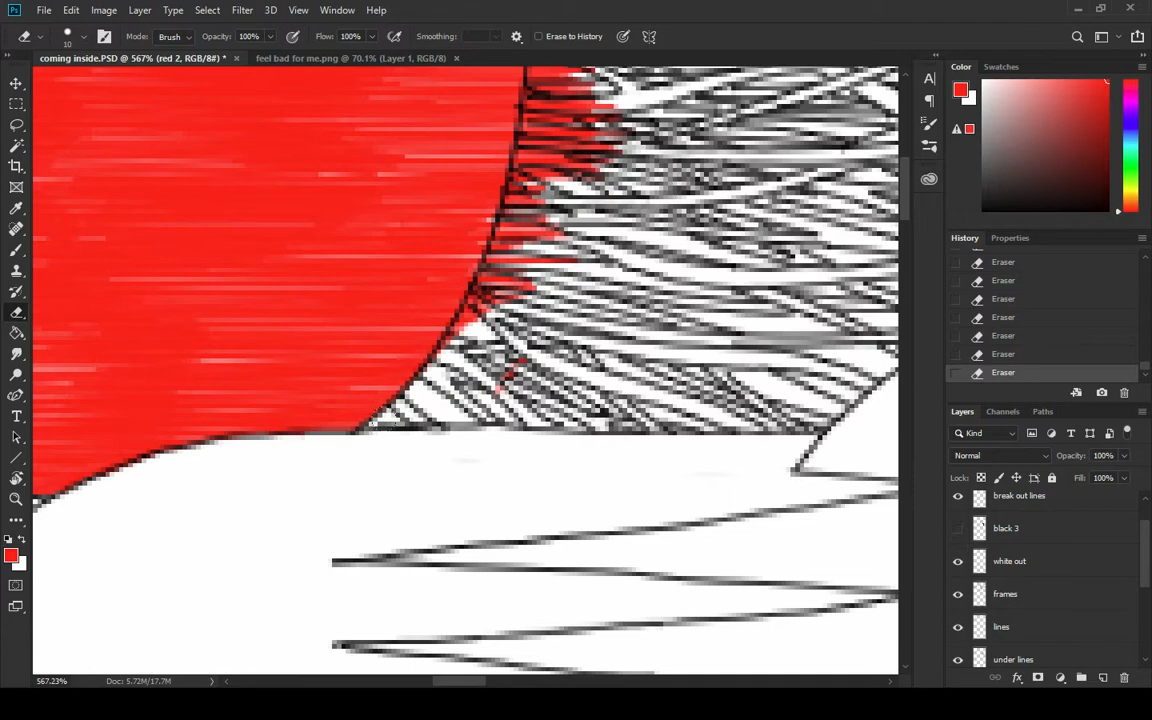 Ps File Edit Image Layer Type Select Filter 3D View Window Help
10 Mode: Brush Opacity: 100% Flow: 100% Smoothing: Erase to History
coming inside.PSD @ 567% (red 2, RGB/8#) * × feel bad for me.png @ 70.1% (Layer 1, RGB/8) ×
Color Swatches
History Properties
Eraser
Eraser
Eraser
Eraser
Eraser
Eraser
Eraser
Layers Channels Paths
Kind
Normal Opacity: 100%
Lock: Fill: 100%
break out lines
black 3
white out
frames
lines
under lines
567.23% Doc: 5.72M/17.7M